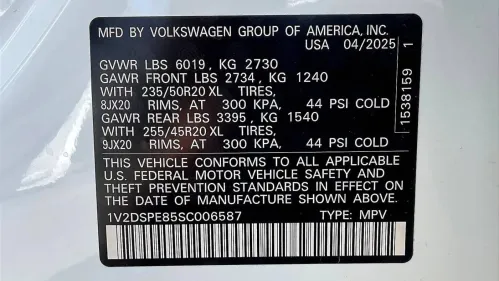 MFD BY VOLKSWAGEN GROUP OF AMERICA, INC.
USA 04/2025
GVWR LBS 6019, KG 2730
GAWR FRONT LBS 2734, KG 1240
WITH 235/50R20 XL TIRES,
8JX20 RIMS, AT 300 KPA, 44 PSI COLD
GAWR REAR LBS 3395, KG 1540
WITH 255/45R20 XL TIRES,
9JX20 RIMS, AT 300 KPA, 44 PSI COLD
THIS VEHICLE CONFORMS TO ALL APPLICABLE
U.S. FEDERAL MOTOR VEHICLE SAFETY AND
THEFT PREVENTION STANDARDS IN EFFECT ON
THE DATE OF MANUFACTURE SHOWN ABOVE.
1V2DSPE85SC006587 TYPE: MPV
1538159 1